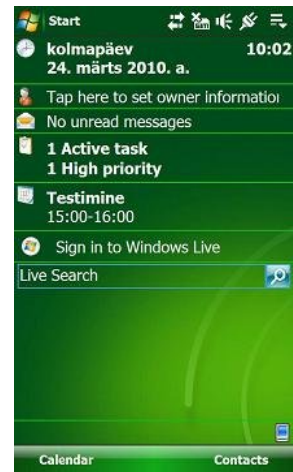 Start
kolmapäev 10:02
24. märts 2010. a.
Tap here to set owner informatio
No unread messages
1 Active task
1 High priority
Testimine
15:00-16:00
Sign in to Windows Live
Live Search
Calendar Contacts